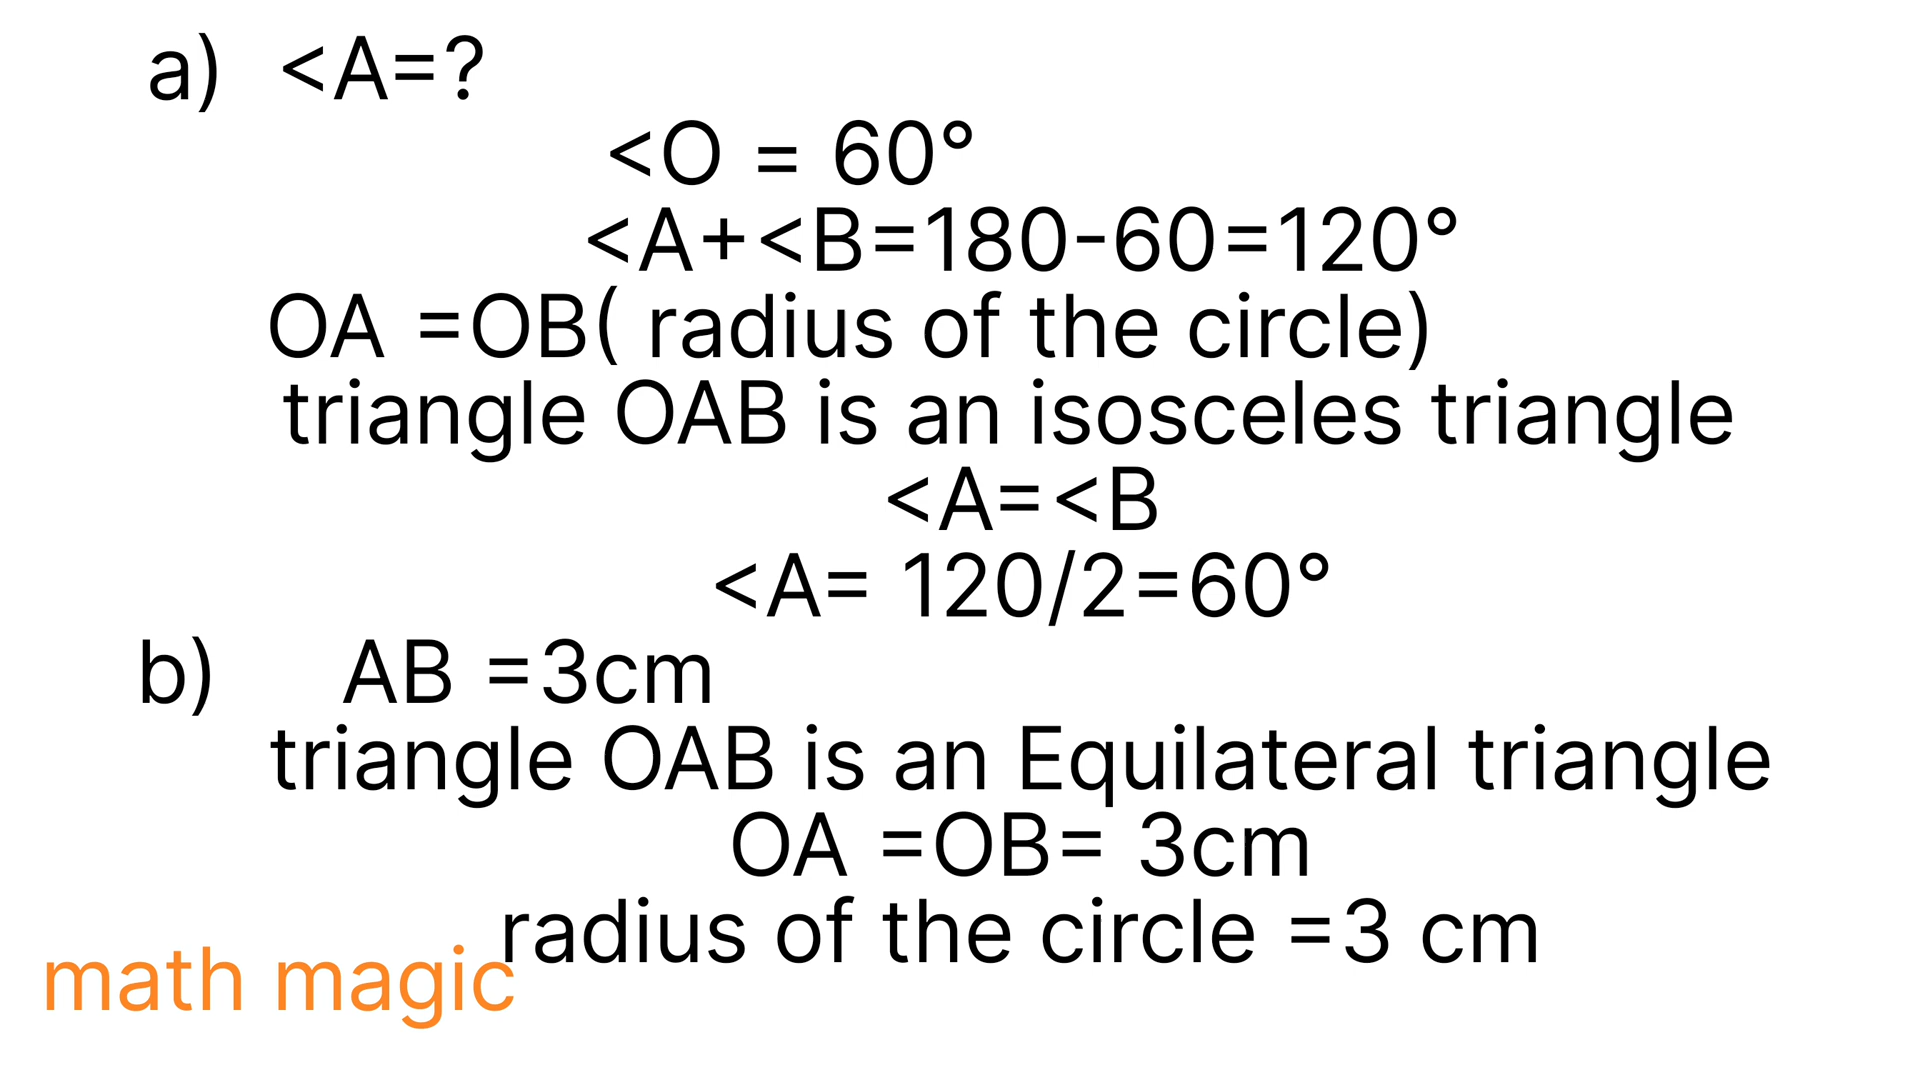 a) <A=?
<O = 60°
<A+<B=180-60=120°
OA =OB( radius of the circle)
triangle OAB is an isosceles triangle
<A=<B
<A= 120/2=60°
b) AB =3cm
triangle OAB is an Equilateral triangle
OA =OB= 3cm
radius of the circle =3 cm
math magic